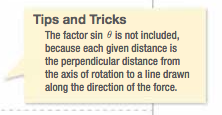 Tips and Tricks
The factor sin θ is not included,
because each given distance is
the perpendicular distance from
the axis of rotation to a line drawn
along the direction of the force.